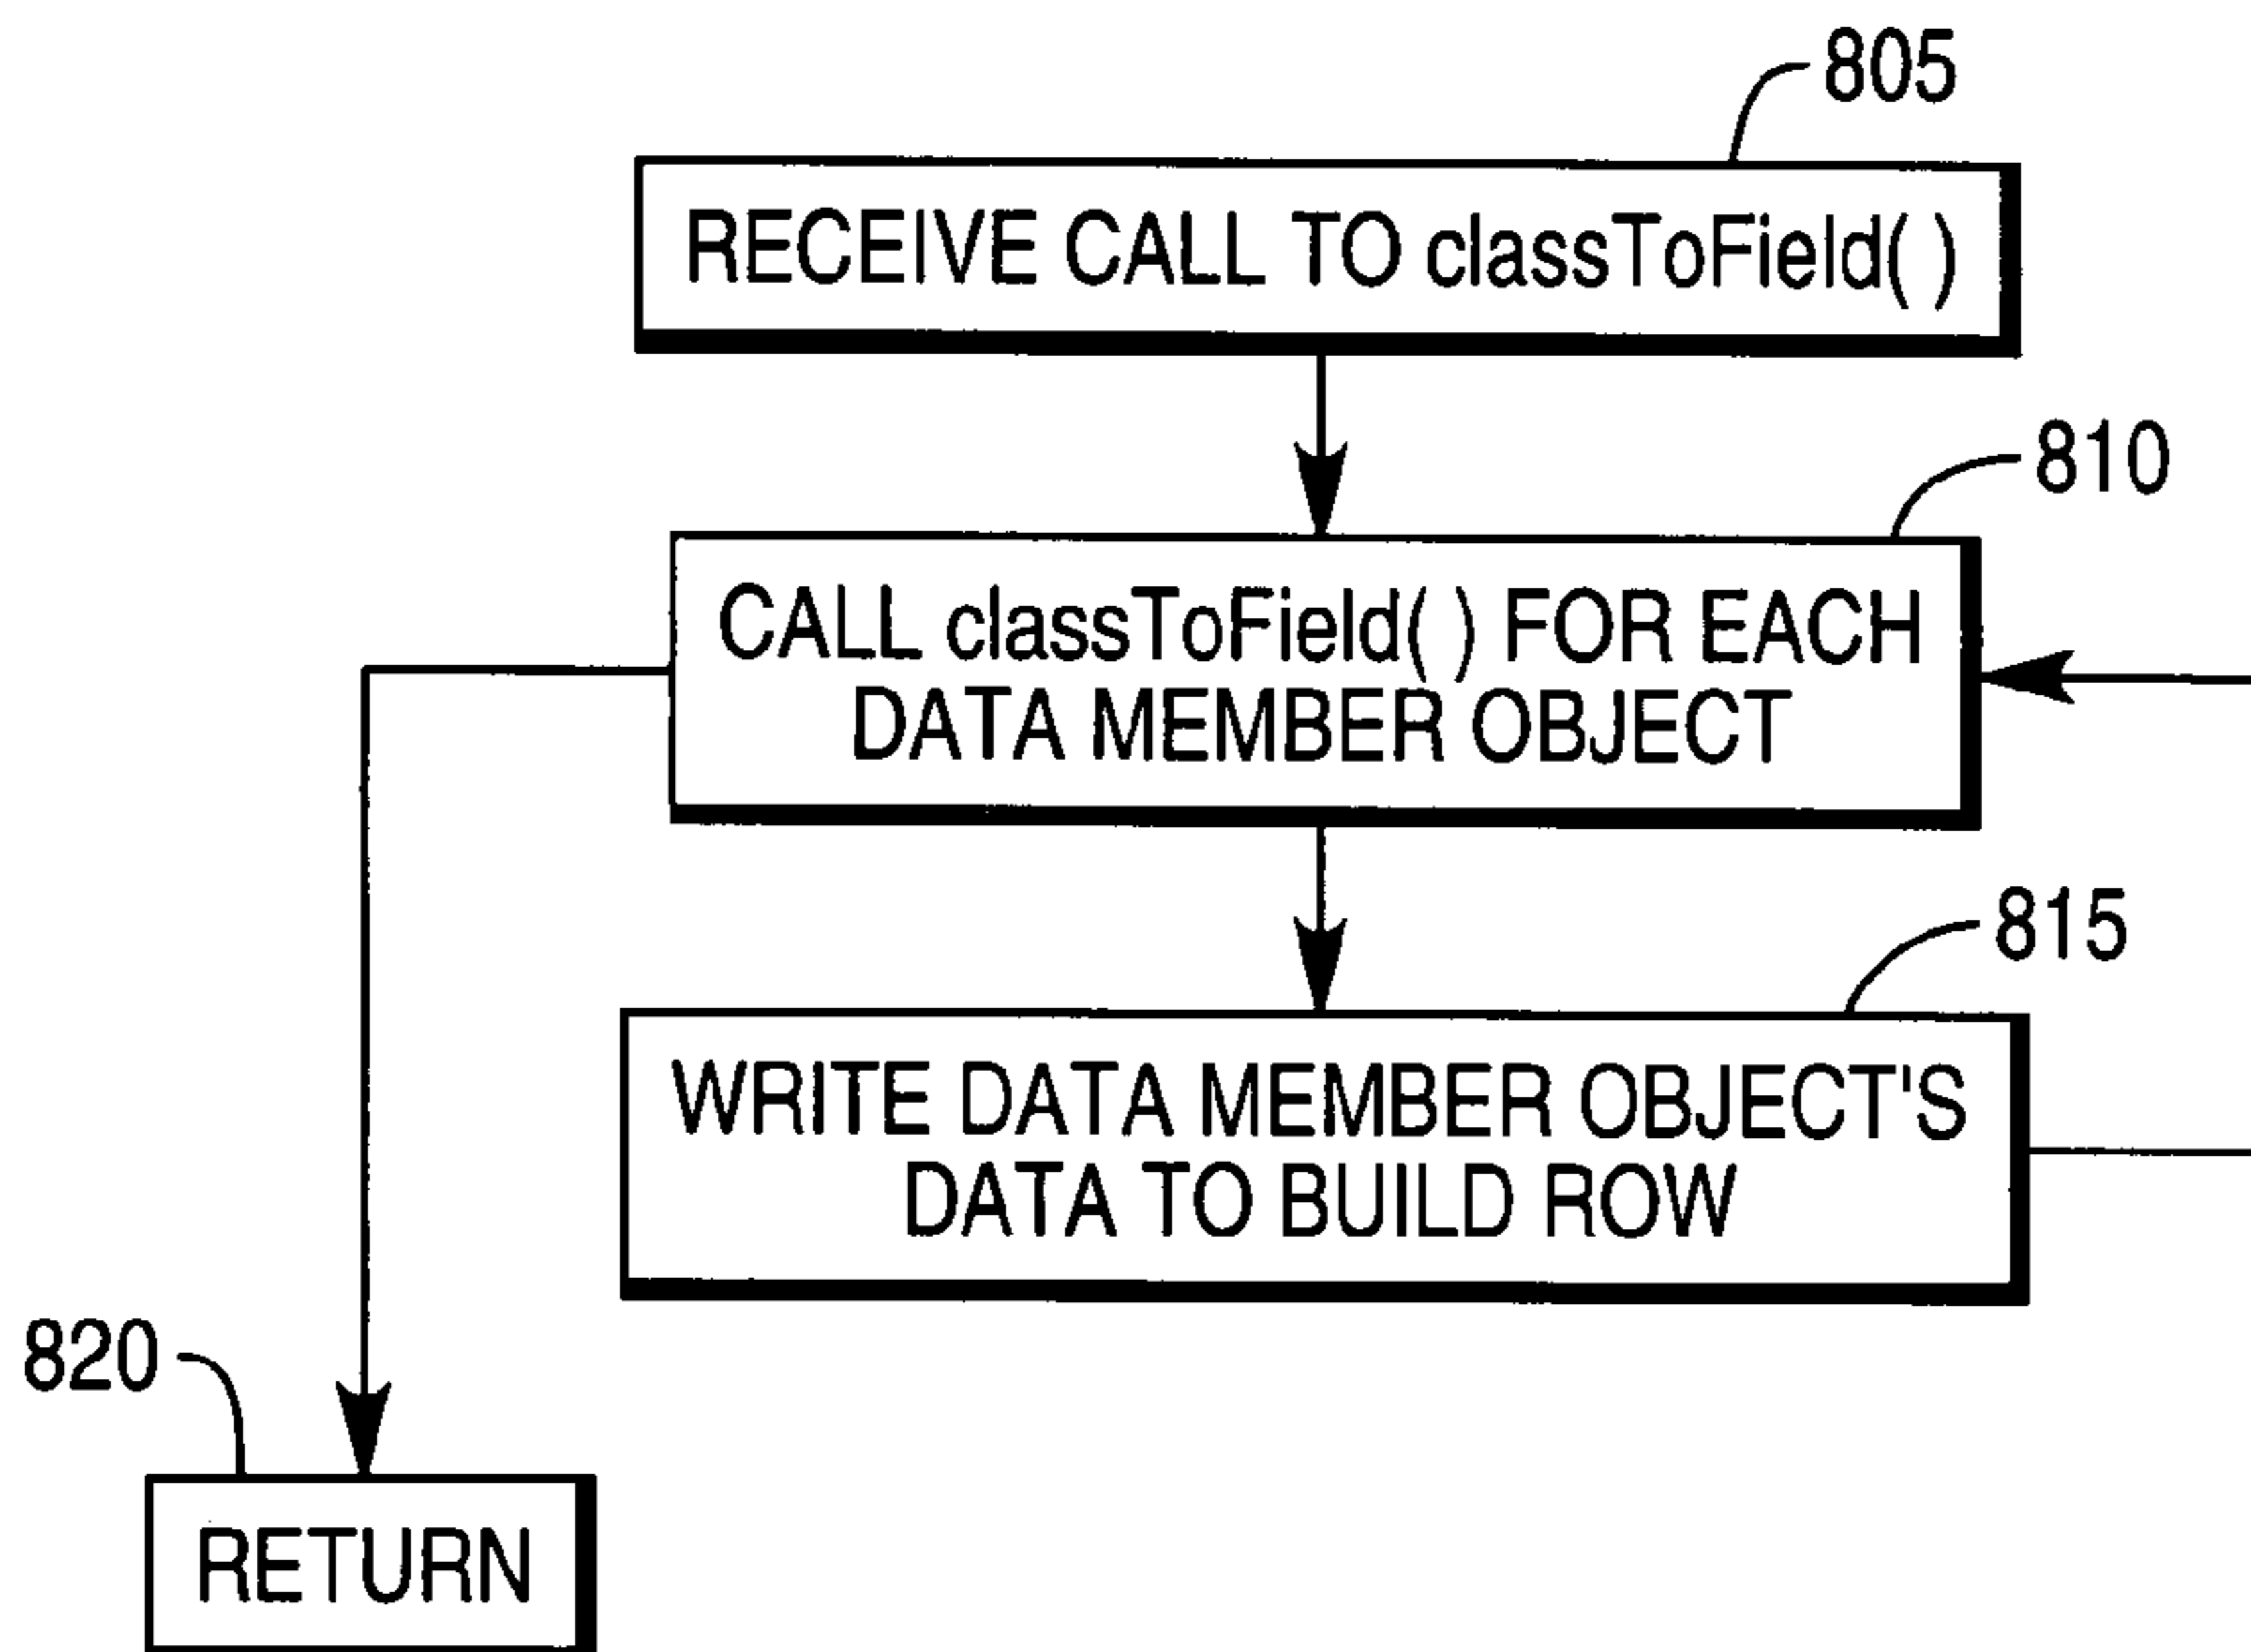 805
RECEIVE CALL TO classToField( )
810
CALL classToField( ) FOR EACH
DATA MEMBER OBJECT
815
WRITE DATA MEMBER OBJECT'S
DATA TO BUILD ROW
820
RETURN